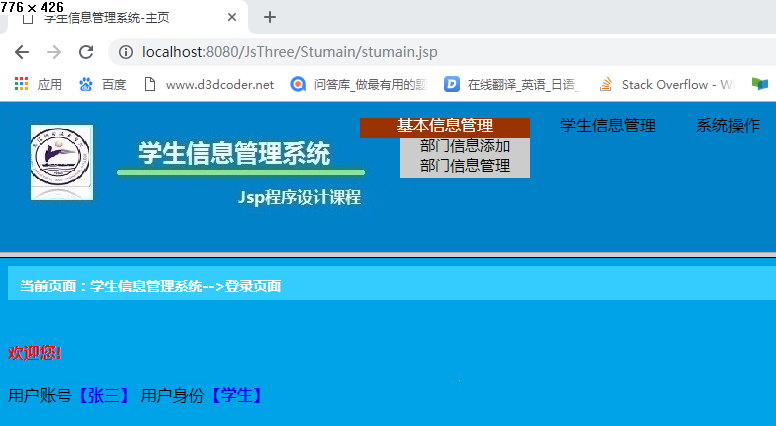 776 x 426
学生信息管理系统-主页
localhost:8080/JsThree/Stumain/stumain.jsp
应用 百度 www.d3dcoder.net 问答库_做最有用的 在线翻译_英语_日语_ Stack Overflow - W
基本信息管理 学生信息管理 系统操作
部门信息添加
部门信息管理
学生信息管理系统
Jsp程序设计课程
当前页面：学生信息管理系统-->登录页面
欢迎您!
用户账号【张三】 用户身份【学生】